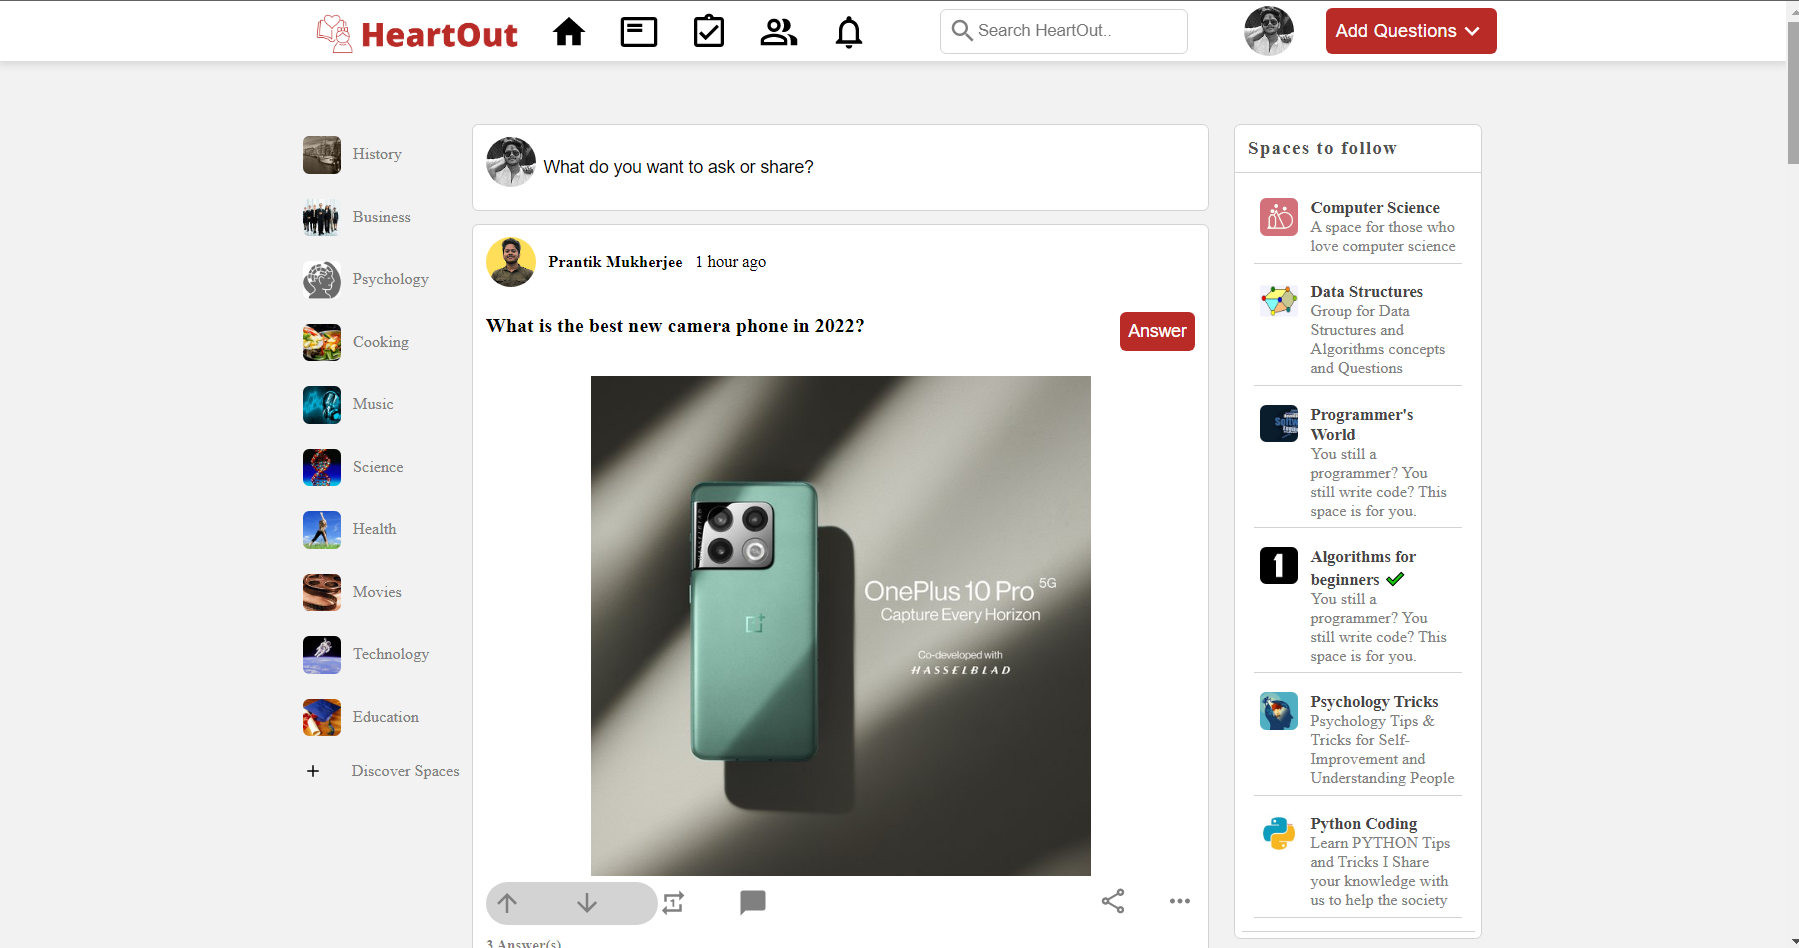 HeartOut
Search HeartOut..
Add Questions
History
Business
Psychology
Cooking
Music
Science
Health
Movies
Technology
Education
Discover Spaces
What do you want to ask or share?
Prantik Mukherjee 1 hour ago
What is the best new camera phone in 2022?
Answer
HASSELBLAD
OnePlus 10 Pro 5G
Capture Every Horizon
Co-developed with
HASSELBLAD
1
3 Answer(s)
Spaces to follow
Computer Science
A space for those who
love computer science
Data Structures
Group for Data
Structures and
Algorithms concepts
and Questions
Programmer's
World
You still a
programmer? You
still write code? This
space is for you.
1
Algorithms for
beginners
You still a
programmer? You
still write code? This
space is for you.
Psychology Tricks
Psychology Tips &
Tricks for Self-
Improvement and
Understanding People
Python Coding
Learn PYTHON Tips
and Tricks I Share
your knowledge with
us to help the society